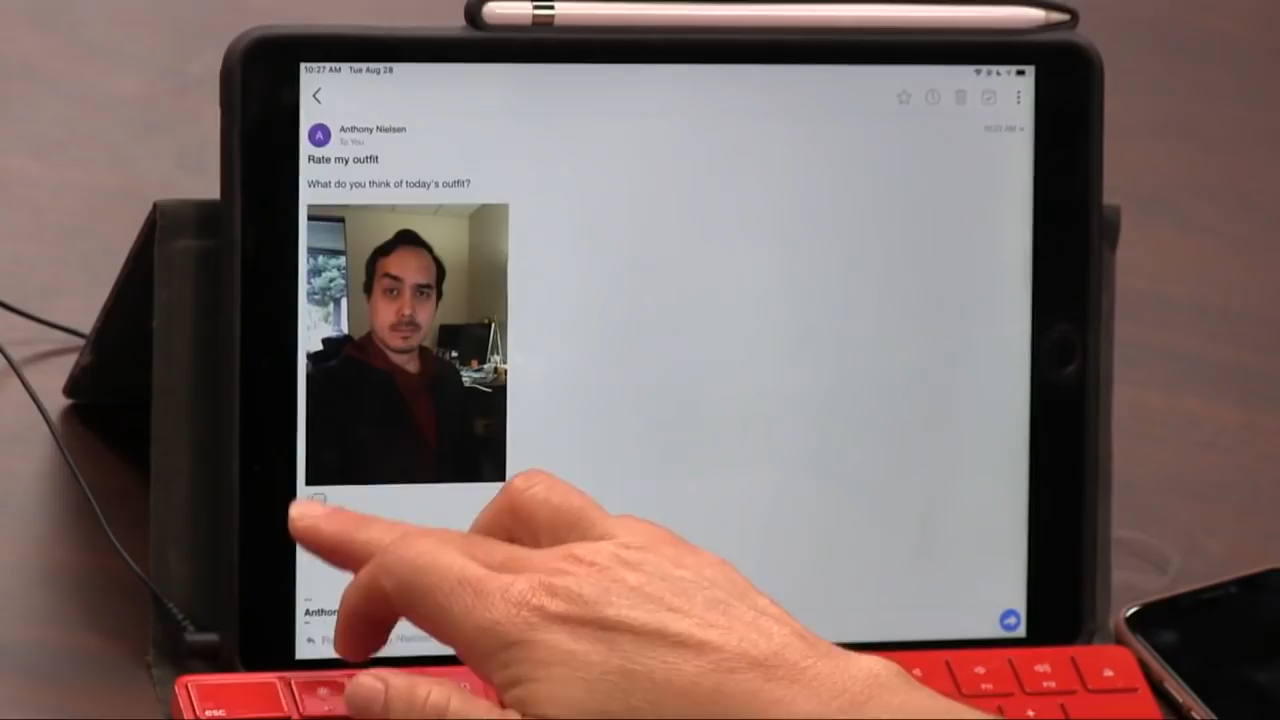 10:27 AM Tue Aug 28
A
Anthony Nielsen
To You
Rate my outfit
What do you think of today's outfit?
esc